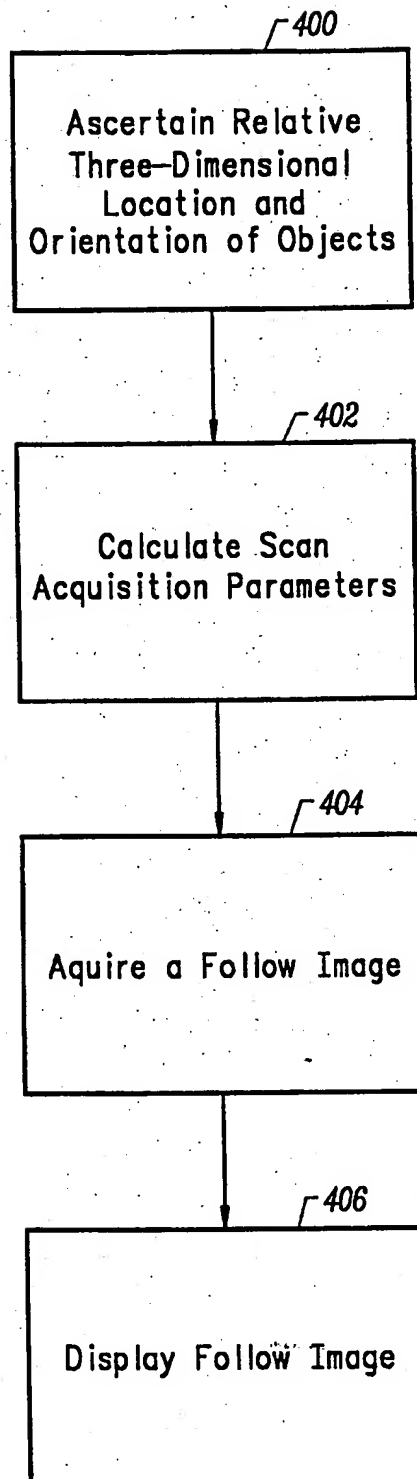 400
Ascertain Relative
Three-Dimensional
Location and
Orientation of Objects
402
Calculate Scan
Acquisition Parameters
404
Aquire a Follow Image
406
Display Follow Image